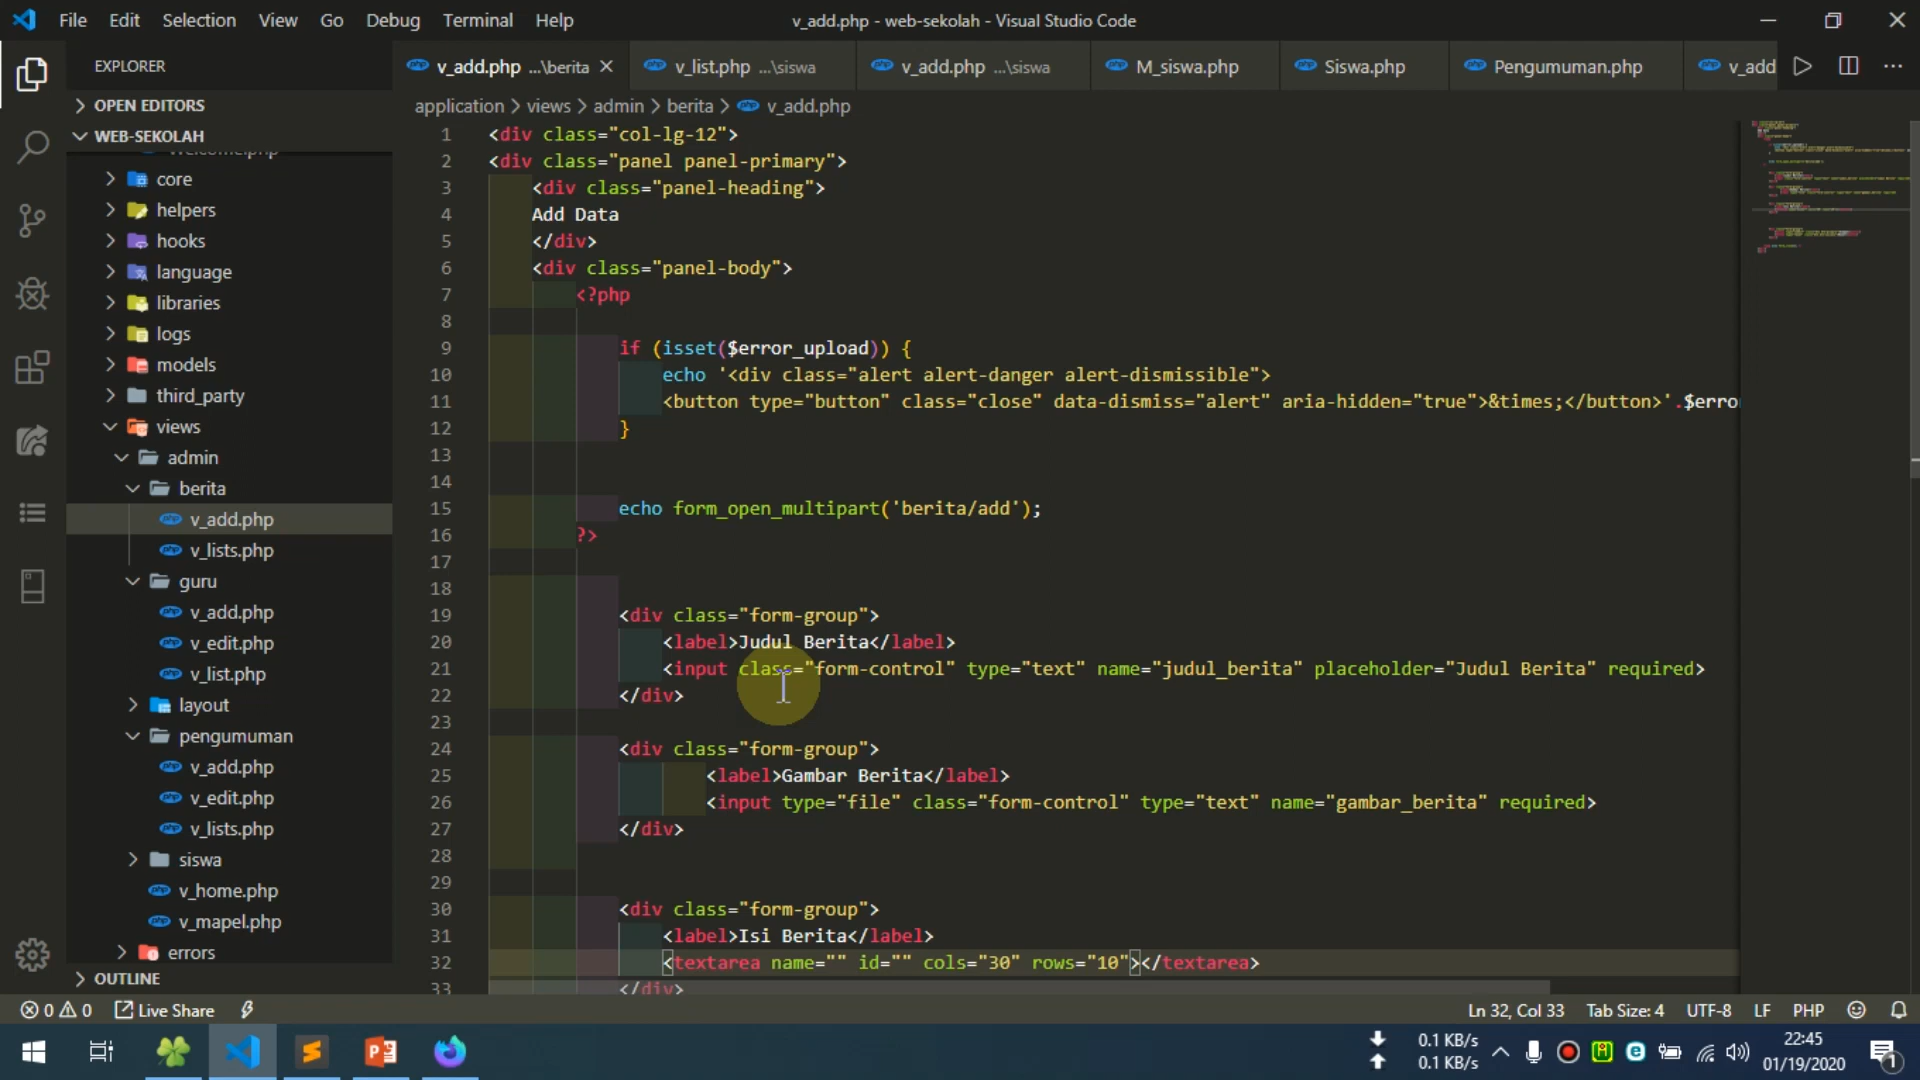 File Edit Selection View Go Debug Terminal Help
v_add.php - web-sekolah - Visual Studio Code
EXPLORER
OPEN EDITORS
WEB-SEKOLAH
Welcome.php
core
helpers
hooks
language
libraries
logs
models
third_party
views
admin
berita
v_add.php
v_lists.php
guru
v_add.php
v_edit.php
v_list.php
layout
pengumuman
v_add.php
v_edit.php
v_lists.php
siswa
v_home.php
v_mapel.php
errors
OUTLINE
v_add.php ...\berita
v_list.php ...\siswa
v_add.php ...\siswa
M_siswa.php
Siswa.php
Pengumuman.php
v_add
application > views > admin > berita > v_add.php
1 <div class="col-lg-12">
2 <div class="panel panel-primary">
3 <div class="panel-heading">
4 Add Data
5 </div>
6 <div class="panel-body">
7 <?php
8
9 if (isset($error_upload)) {
10 echo '<div class="alert alert-danger alert-dismissible">
11 <button type="button" class="close" data-dismiss="alert" aria-hidden="true">&times;</button>'.$erro
12 }
13
14
15 echo form_open_multipart('berita/add');
16 ?>
17
18
19 <div class="form-group">
20 <label>Judul Berita</label>
21 <input class="form-control" type="text" name="judul_berita" placeholder="Judul Berita" required>
22 </div>
23
24 <div class="form-group">
25 <label>Gambar Berita</label>
26 <input type="file" class="form-control" type="text" name="gambar_berita" required>
27 </div>
28
29
30 <div class="form-group">
31 <label>Isi Berita</label>
32 <textarea name="" id="" cols="30" rows="10"></textarea>
33 </div>
0 0 Live Share
Ln 32, Col 33 Tab Size: 4 UTF-8 LF PHP
0.1 KB/s
0.1 KB/s
22:45
01/19/2020
1